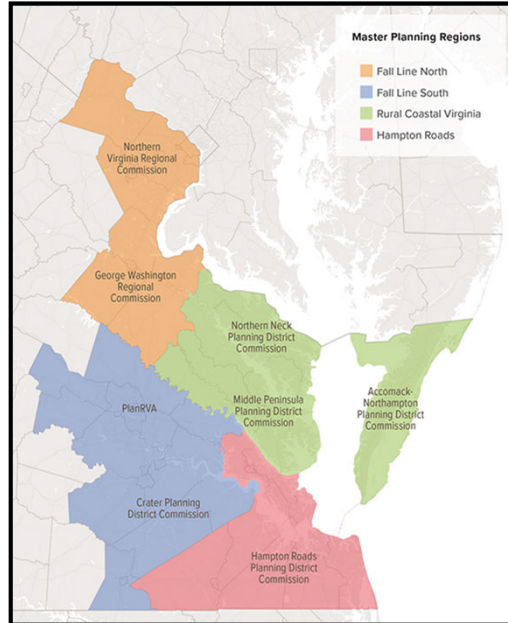 Master Planning Regions
Fall Line North
Fall Line South
Rural Coastal Virginia
Hampton Roads
Northern
Virginia Regional
Commission
George Washington
Regional
Commission
Northern Neck
Planning District
Commission
Middle Peninsula
Planning District
Commission
Accomack-
Northampton
Planning District
Commission
PlanRVA
Crater Planning
District Commission
Hampton Roads
Planning District
Commission